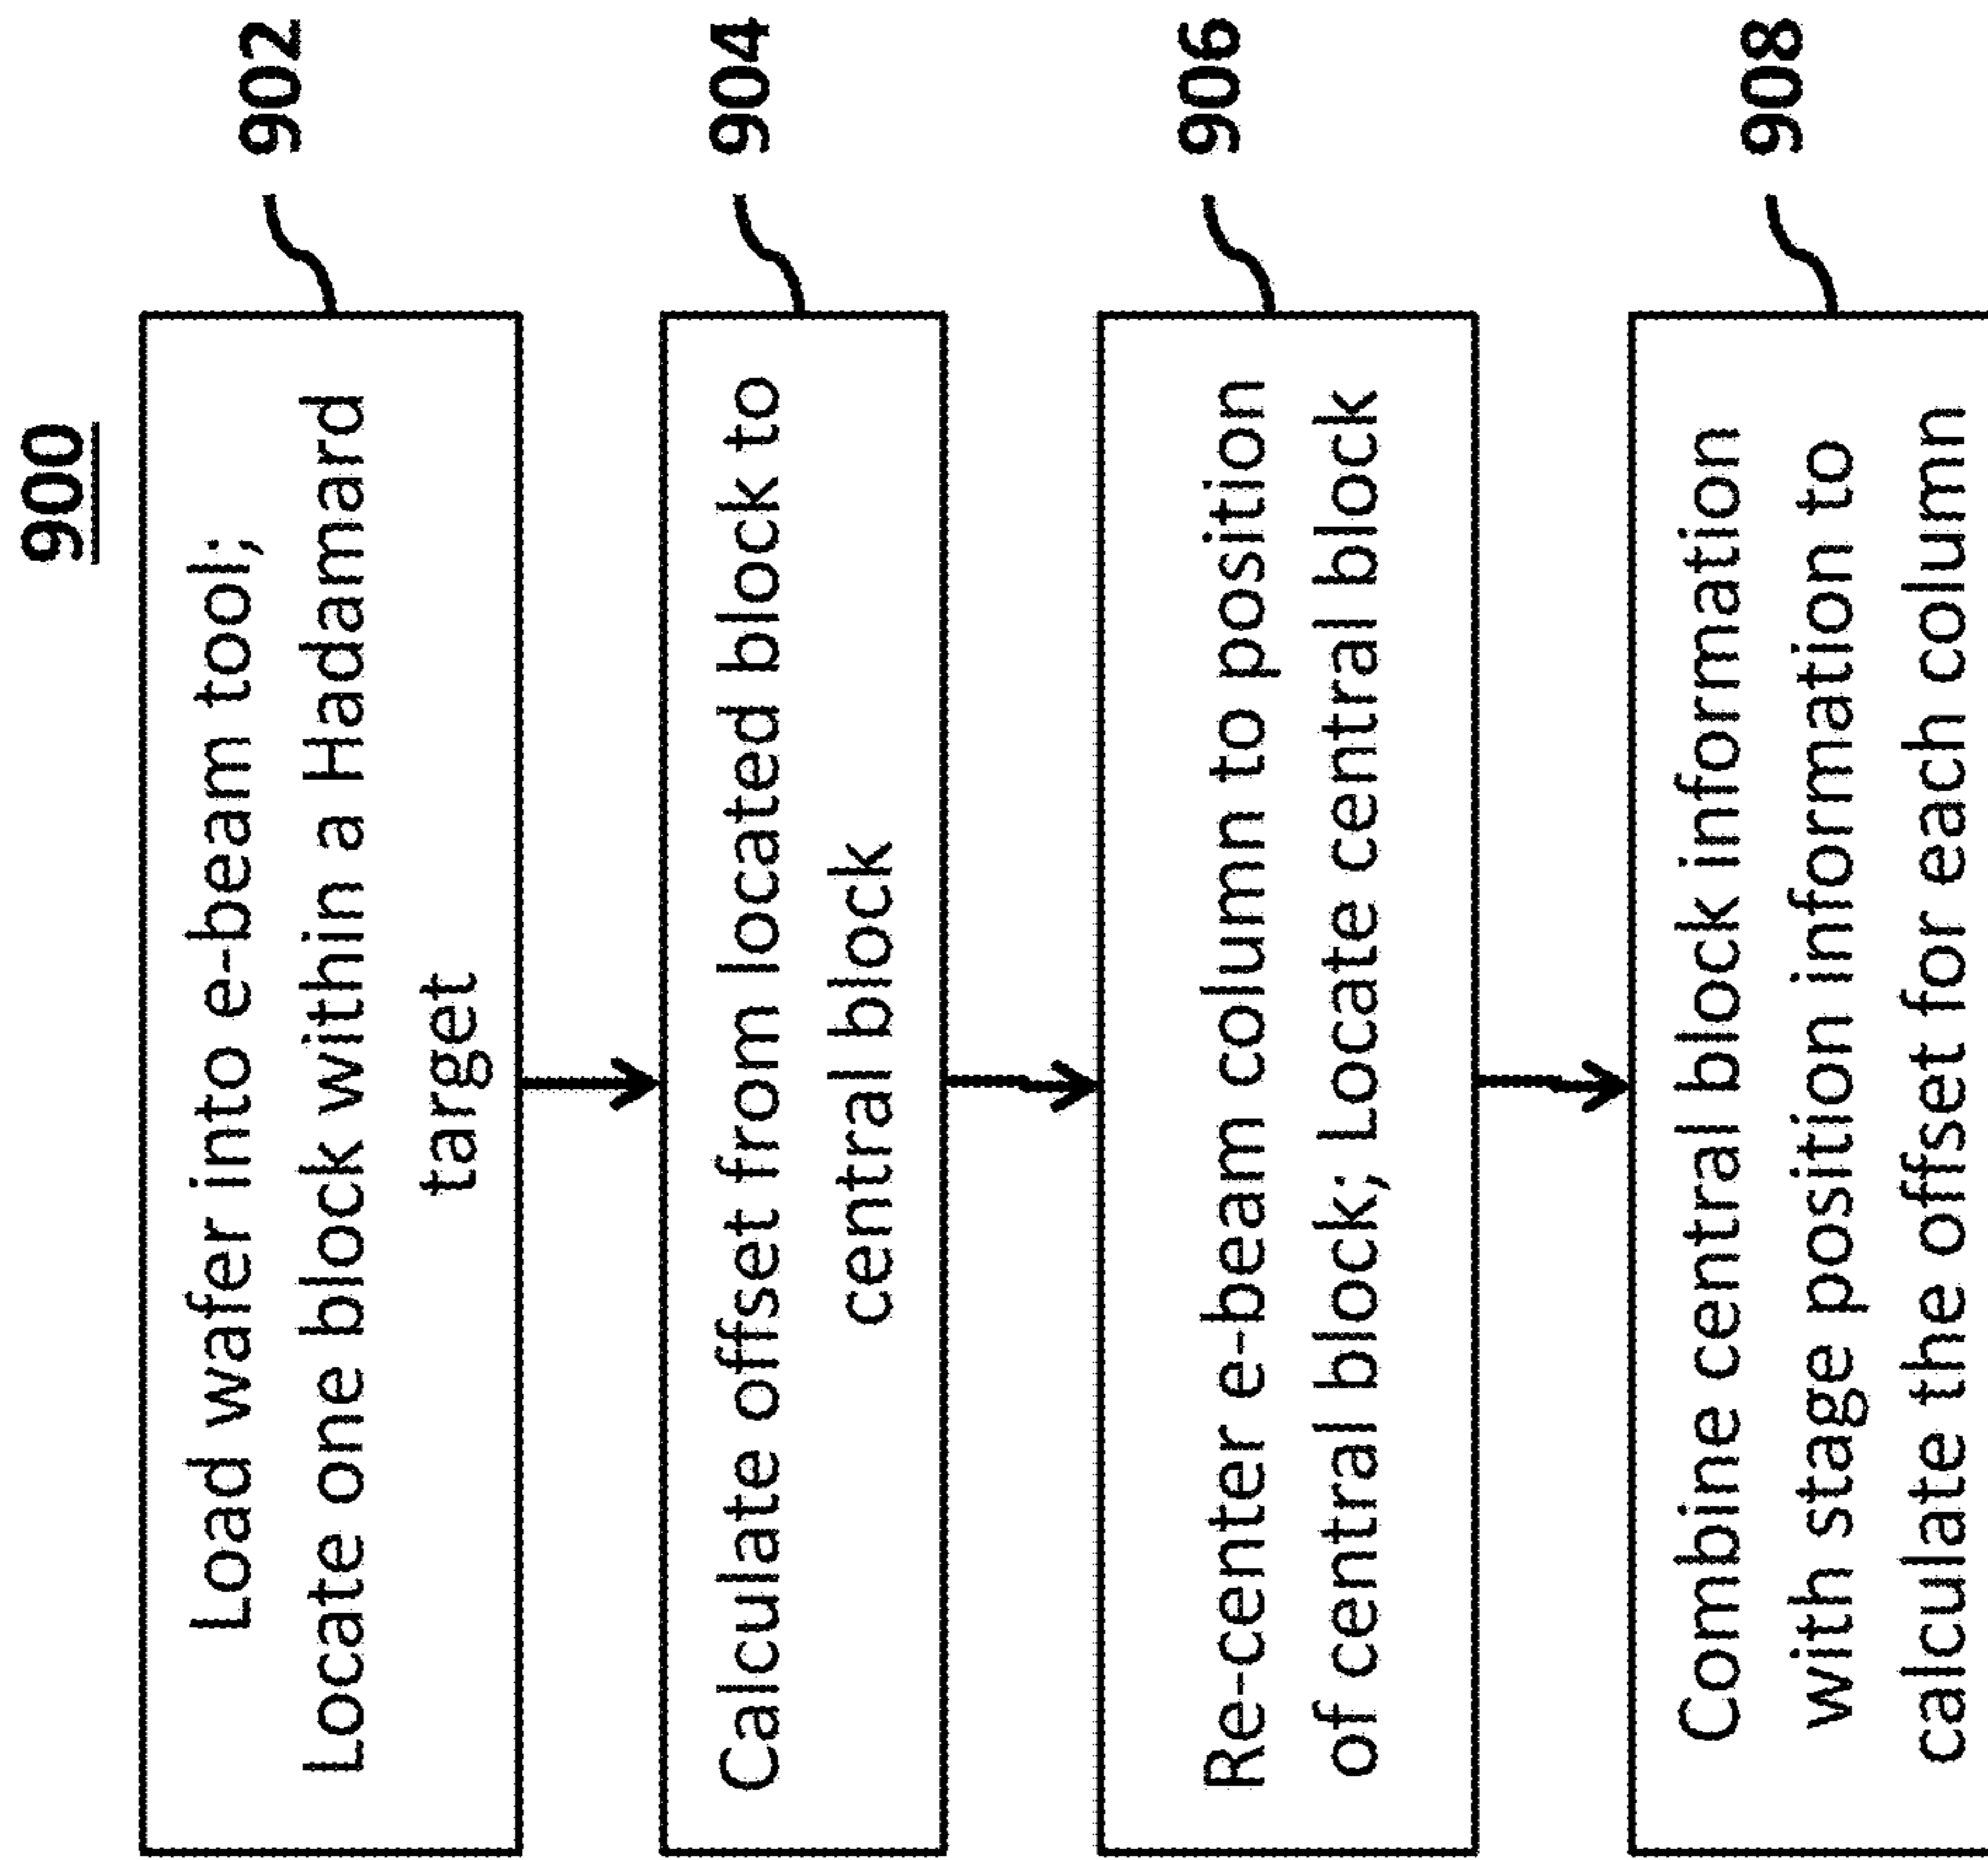 900
Load wafer into e-beam tool;
Locate one block within a Hadamard
target
902
Calculate offset from located block to
central block
904
Re-center e-beam column to position
of central block; Locate central block
906
Combine central block information
with stage position information to
calculate the offset for each column
908